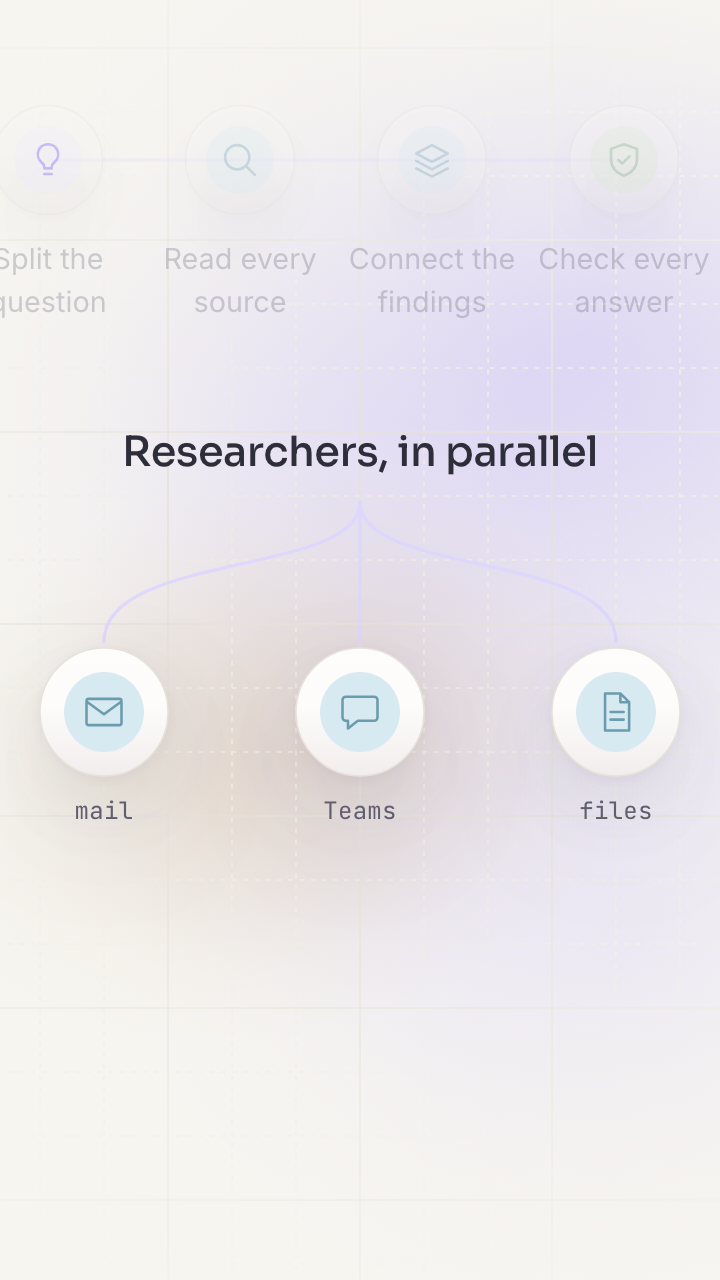 Split the
question
Read every
source
Connect the
findings
Check every
answer
Researchers, in parallel
mail
Teams
files